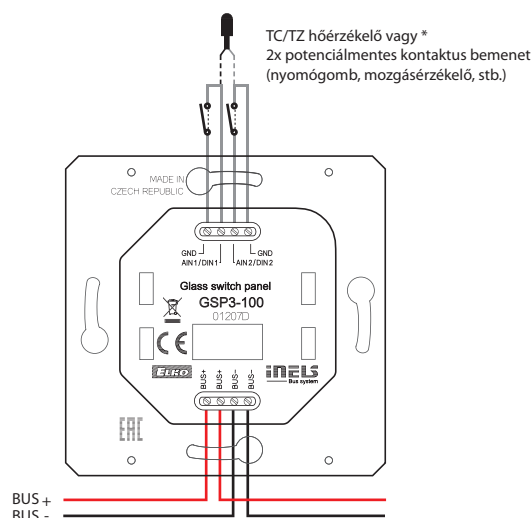 TC/TZ hőérzékelő vagy *
2x potenciálmentes kontaktus bemenet
(nyomógomb, mozgásérzékelő, stb.)
MADE IN
CZECH REPUBLIC
GND
GND
AIN1/DIN1
AIN2/DIN2
Glass switch panel
GSP3-100
01207D
CE
ELKO
BUS+
BUS+
BUS-
BUS-
iNELS
Bus system
EAC
BUS +
BUS -